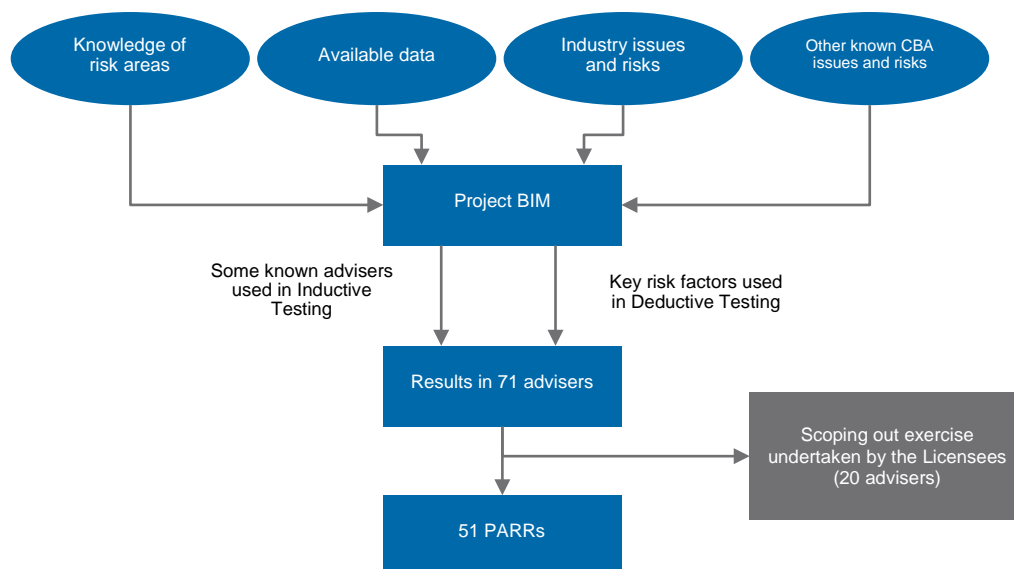 Knowledge of
risk areas
Available data
Industry issues
and risks
Other known CBA
issues and risks
Project BIM
Some known advisers
used in Inductive
Testing
Key risk factors used
in Deductive Testing
Results in 71 advisers
Scoping out exercise
undertaken by the Licensees
(20 advisers)
51 PARRs